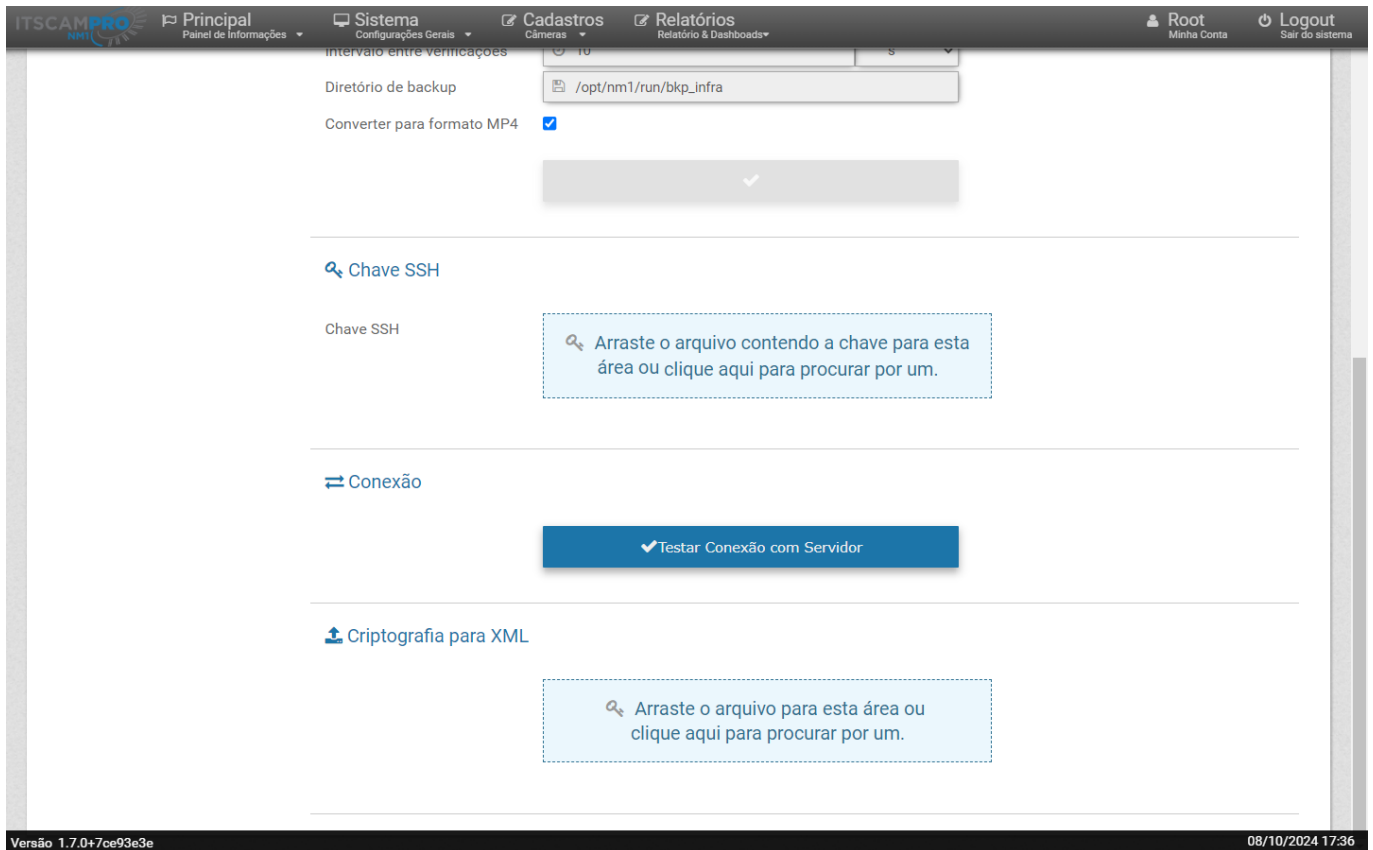 ITSCAMPRO
NM1
Principal
Painel de Informações
Sistema
Configurações Gerais
Cadastros
Câmeras
Relatórios
Relatório & Dashboads
Root
Minha Conta
Logout
Sair do sistema
Intervalo entre verificações
10
s
Diretório de backup
/opt/nm1/run/bkp_infra
Converter para formato MP4
Chave SSH
Chave SSH
Arraste o arquivo contendo a chave para esta
área ou clique aqui para procurar por um.
Conexão
Testar Conexão com Servidor
Criptografia para XML
Arraste o arquivo para esta área ou
clique aqui para procurar por um.
Versão 1.7.0+7ce93e3e
08/10/2024 17:36